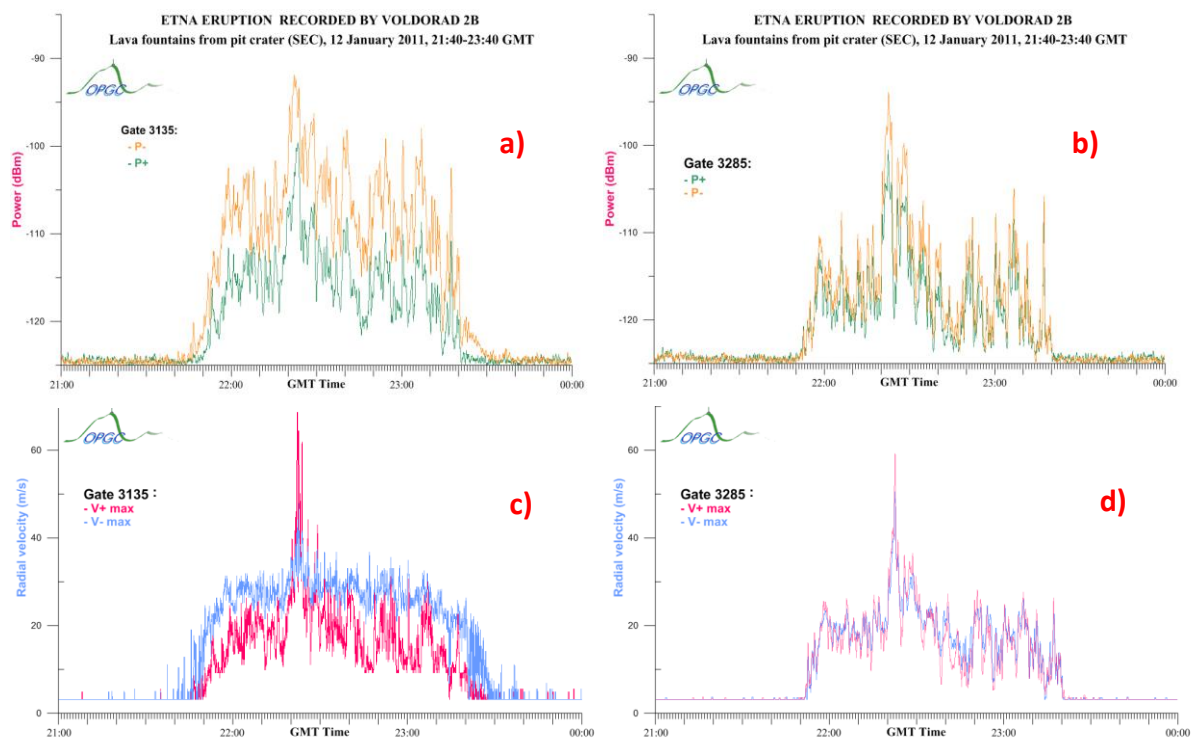 ETNA ERUPTION RECORDED BY VOLDORAD 2B
Lava fountains from pit crater (SEC), 12 January 2011, 21:40-23:40 GMT
-90
OPGC
Gate 3135:
- P-
- P+
a)
-100
Power (dBm)
-110
-120
21:00
22:00
GMT Time
23:00
00:00
ETNA ERUPTION RECORDED BY VOLDORAD 2B
Lava fountains from pit crater (SEC), 12 January 2011, 21:40-23:40 GMT
-90
OPGC
b)
-100
Gate 3285:
- P+
- P-
Power (dBm)
-110
-120
21:00
22:00
GMT Time
23:00
00:00
OPGC
60
Gate 3135 :
- V+ max
- V- max
c)
Radial velocity (m/s)
40
20
0
21:00
22:00
GMT Time
23:00
00:00
OPGC
60
Gate 3285 :
- V+ max
- V- max
d)
Radial velocity (m/s)
40
20
0
21:00
22:00
GMT Time
23:00
00:00